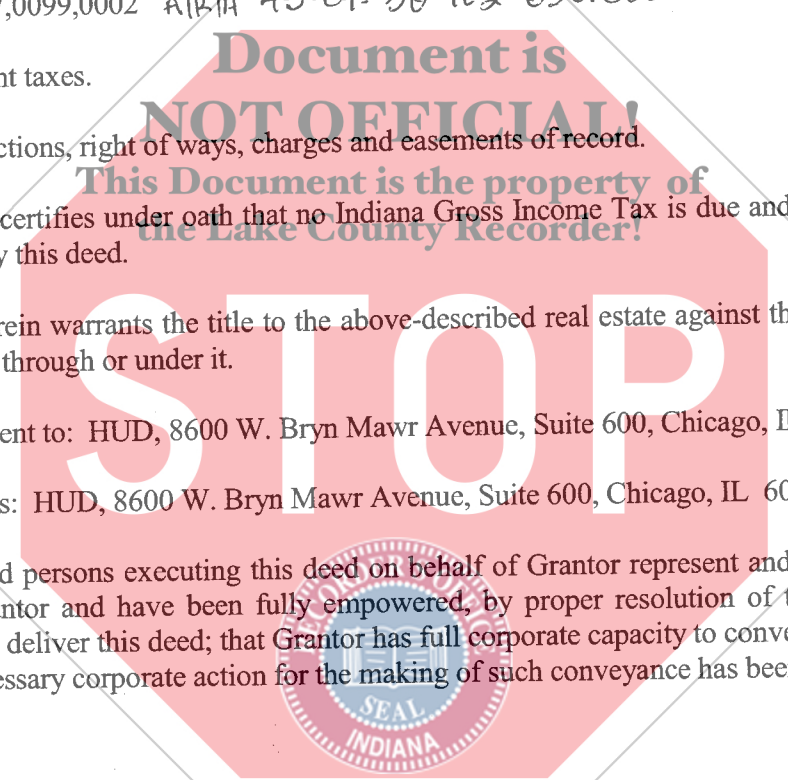 ,0099,0002
Document is
nt taxes.
NOT OFFICIAL!
ctions, right of ways, charges and easements of record.
This Document is the property of
certifies under oath that no Indiana Gross Income Tax is due and
the Lake County Recorder!
y this deed.
STOP
rein warrants the title to the above-described real estate against th
through or under it.
ent to: HUD, 8600 W. Bryn Mawr Avenue, Suite 600, Chicago, I
s: HUD, 8600 W. Bryn Mawr Avenue, Suite 600, Chicago, IL 60
d persons executing this deed on behalf of Grantor represent and
ntor and have been fully empowered, by proper resolution of t
deliver this deed; that Grantor has full corporate capacity to conve
essary corporate action for the making of such conveyance has bee
SEAL
INDIANA